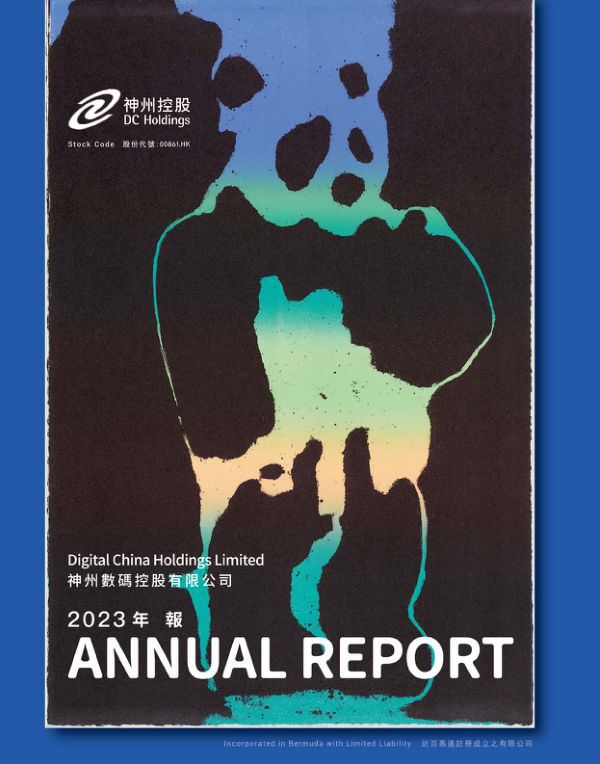 神州控股
DC Holdings
Stock Code 股份代號:00861.HK
Digital China Holdings Limited
神州數碼控股有限公司
2023年 報
ANNUAL REPORT
Incorporated in Bermuda with Limited Liability 於百慕達註冊成立之有限公司